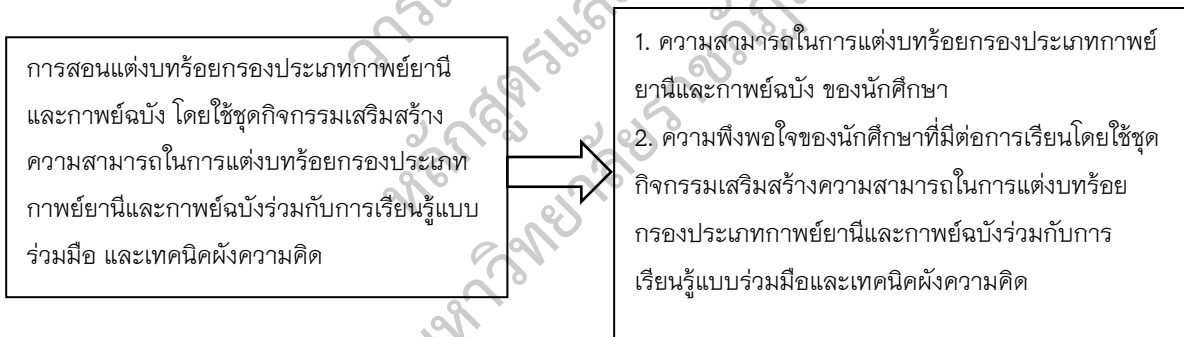 การสอนแต่งบทร้อยกรองประเภทกาพย์ยานี
และกาพย์ฉบัง โดยใช้ชุดกิจกรรมเสริมสร้าง
ความสามารถในการแต่งบทร้อยกรองประเภท
กาพย์ยานีและกาพย์ฉบังร่วมกับการเรียนรู้แบบ
ร่วมมือ และเทคนิคผังความคิด
1. ความสามารถในการแต่งบทร้อยกรองประเภทกาพย์
ยานีและกาพย์ฉบัง ของนักศึกษา
2. ความพึงพอใจของนักศึกษาที่มีต่อการเรียนโดยใช้ชุด
กิจกรรมเสริมสร้างความสามารถในการแต่งบทร้อย
กรองประเภทกาพย์ยานีและกาพย์ฉบังร่วมกับการ
เรียนรู้แบบร่วมมือและเทคนิคผังความคิด